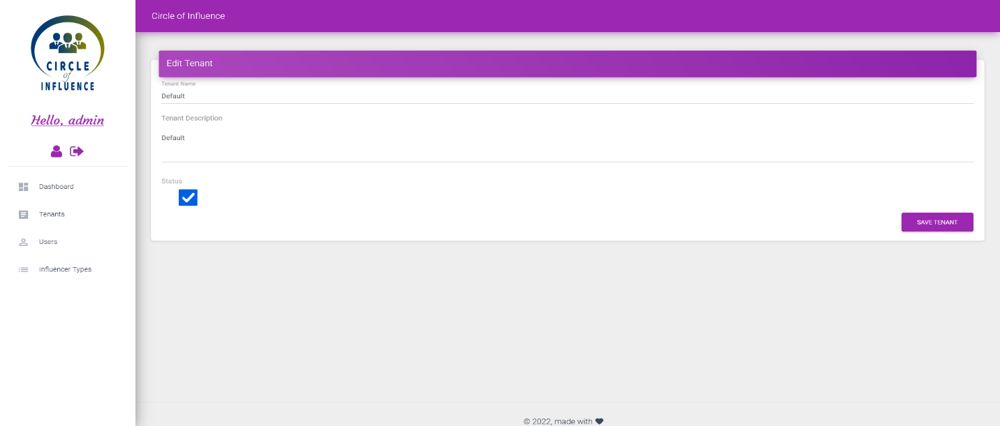 CIRCLE
of
INFLUENCE
Hello, admin
Dashboard
Tenants
Users
Influencer Types
Circle of Influence
Edit Tenant
Tenant Name
Default
Tenant Description
Default
Status
SAVE TENANT
© 2022, made with